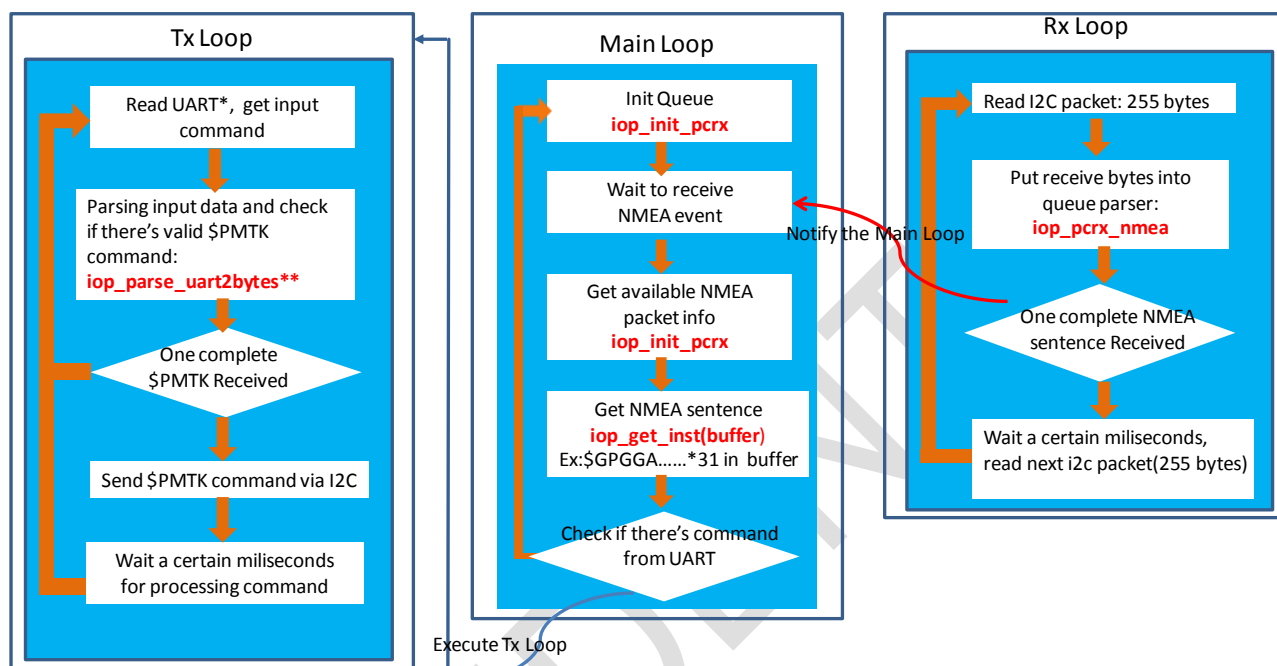 Tx Loop
Read UART*, get input
command
Parsing input data and check
if there's valid $PMTK
command:
iop_parse_uart2bytes**
One complete
$PMTK Received
Send $PMTK command via I2C
Wait a certain miliseconds
for processing command
Main Loop
Init Queue
iop_init_pcrx
Wait to receive
NMEA event
Get available NMEA
packet info
iop_init_pcrx
Get NMEA sentence
iop_get_inst(buffer)
Ex:$GPGGA......*31 in buffer
Check if there's command
from UART
Execute Tx Loop
Notify the Main Loop
Rx Loop
Read I2C packet: 255 bytes
Put receive bytes into
queue parser:
iop_pcrx_nmea
One complete NMEA
sentence Received
Wait a certain miliseconds,
read next i2c packet(255 bytes)